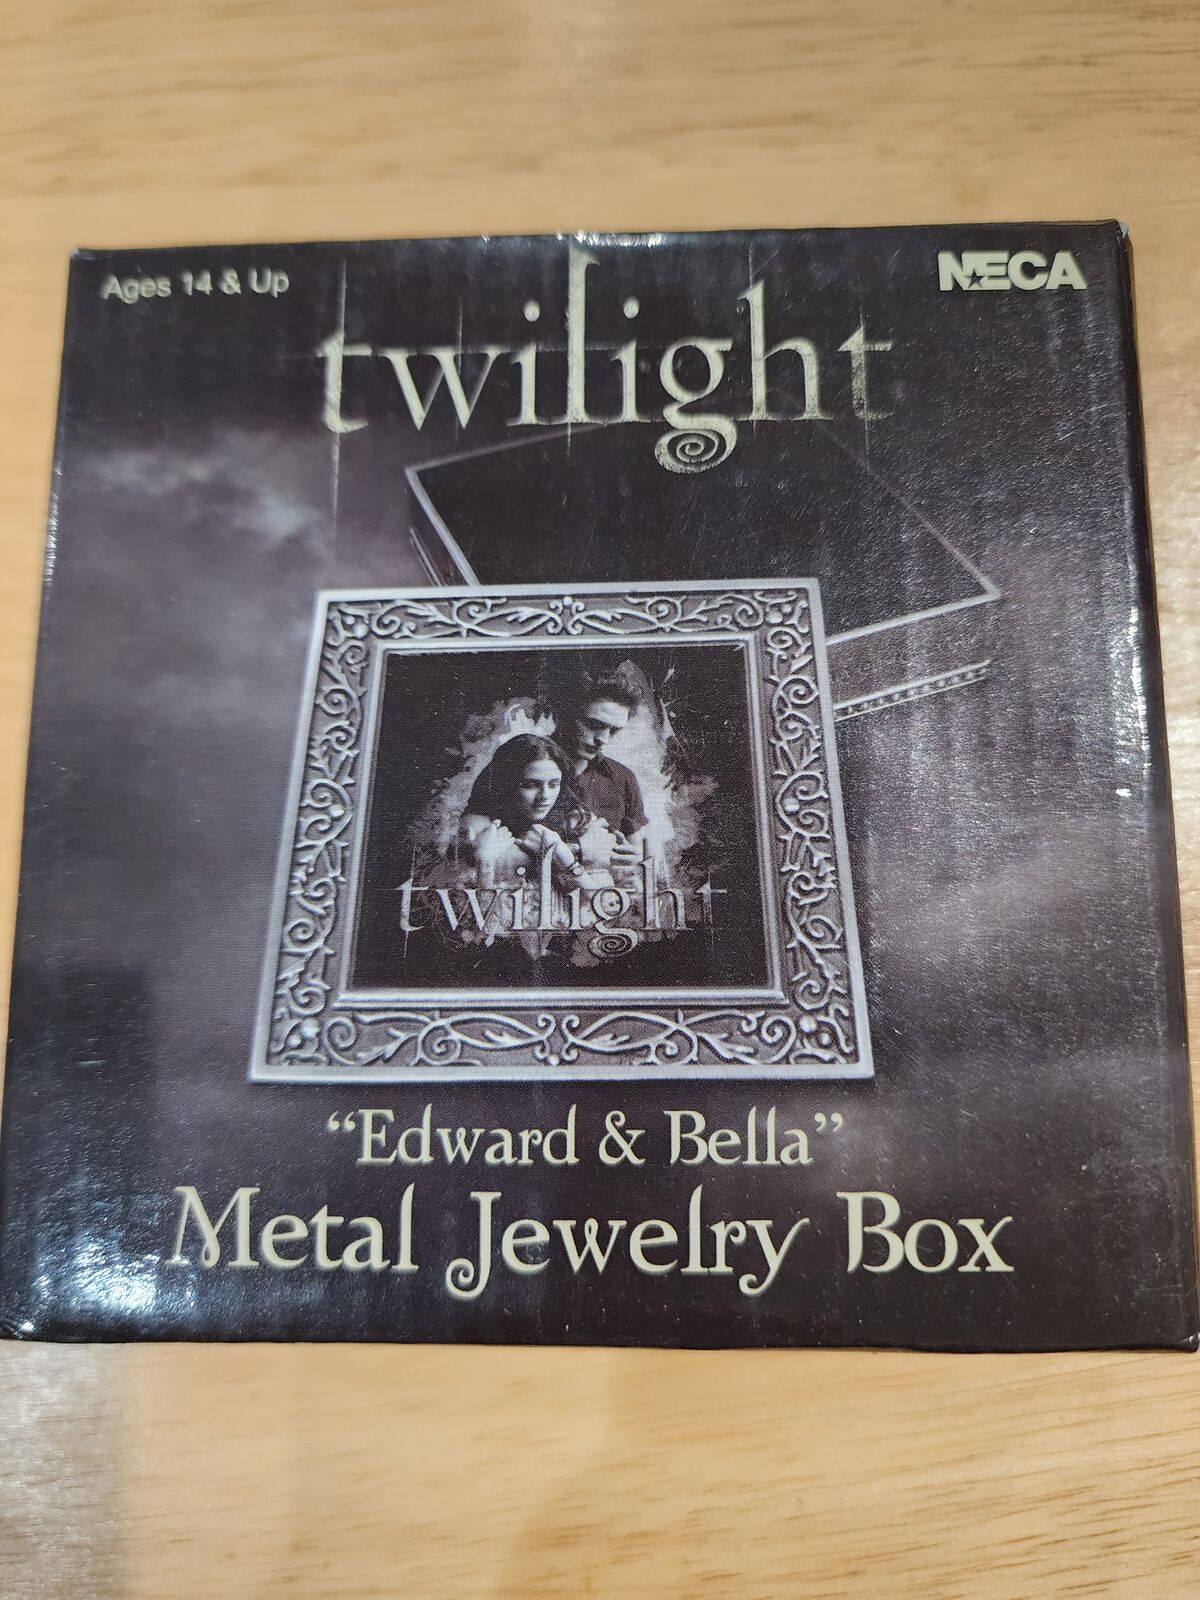 Ages 14 & Up
NECA
twilight
twilight
“Edward & Bella”
Metal Jewelry Box